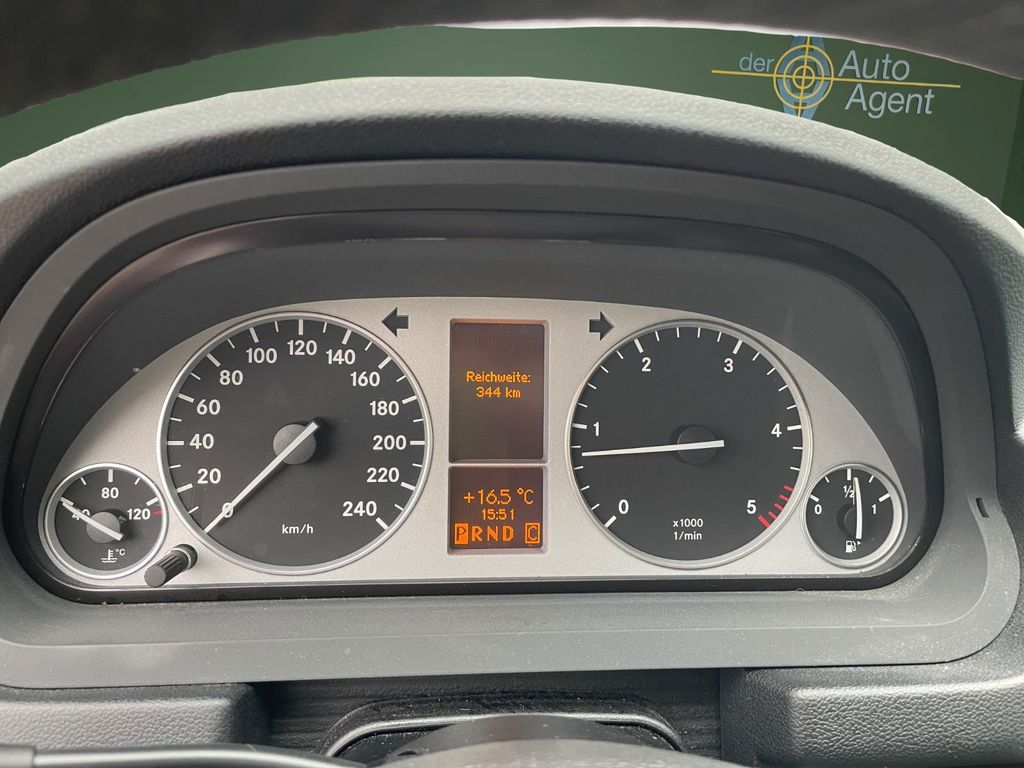 der Auto
Agent
20
40
60
80
100
120
140
160
180
200
220
240
0
km/h
Reichweite:
344 km
+16.5 °C
15:51
PRND C
0
1
2
3
4
5
x1000
1/min
40
80
120
°C
0
½
1